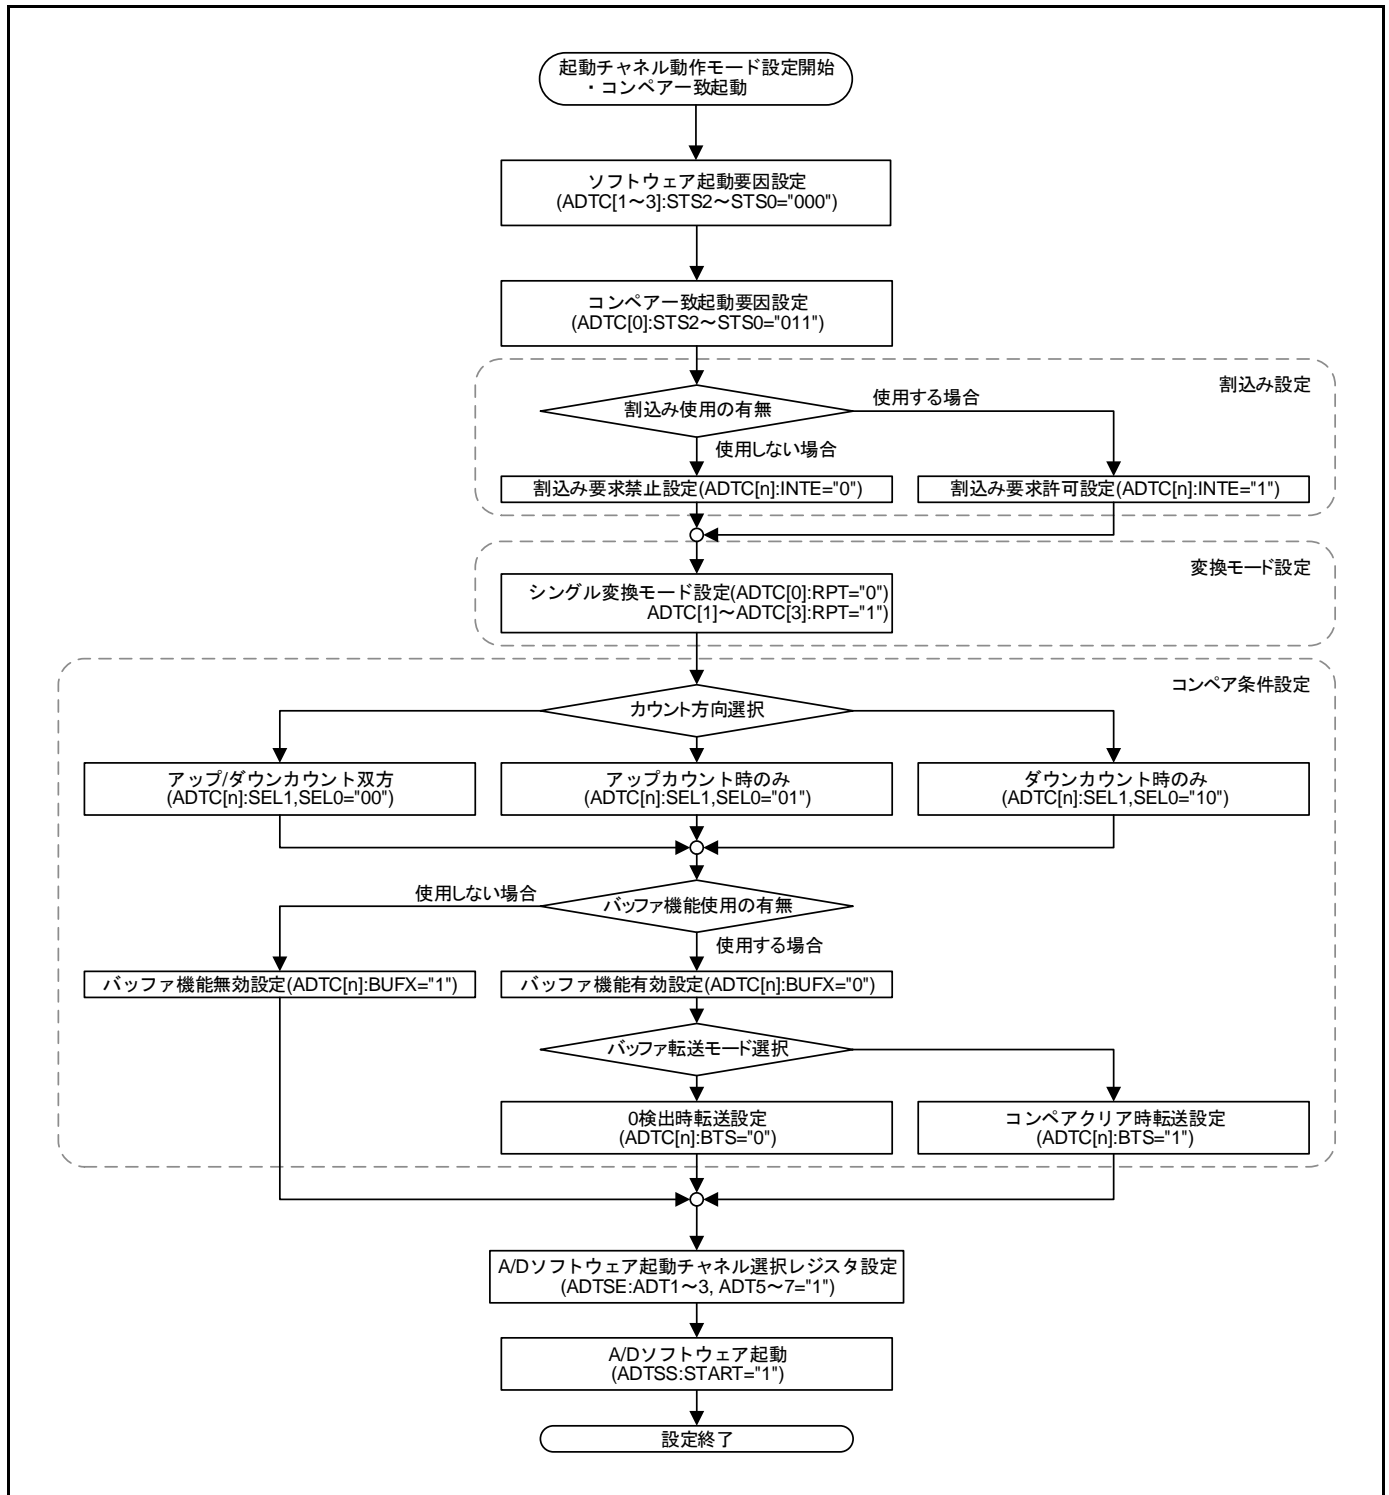 起動チャネル動作モード設定開始
・コンペア一致起動
ソフトウェア起動要因設定
(ADTC[1～3]:STS2～STS0="000")
コンペア一致起動要因設定
(ADTC[0]:STS2～STS0="011")
割込み設定
割込み使用の有無
使用する場合
使用しない場合
割込み要求禁止設定(ADTC[n]:INTE="0")
割込み要求許可設定(ADTC[n]:INTE="1")
変換モード設定
シングル変換モード設定(ADTC[0]:RPT="0")
ADTC[1]～ADTC[3]:RPT="1")
コンペア条件設定
カウント方向選択
アップ/ダウンカウント双方
(ADTC[n]:SEL1,SEL0="00")
アップカウント時のみ
(ADTC[n]:SEL1,SEL0="01")
ダウンカウント時のみ
(ADTC[n]:SEL1,SEL0="10")
使用しない場合
バッファ機能使用の有無
使用する場合
バッファ機能無効設定(ADTC[n]:BUFX="1")
バッファ機能有効設定(ADTC[n]:BUFX="0")
バッファ転送モード選択
0検出時転送設定
(ADTC[n]:BTS="0")
コンペアクリア時転送設定
(ADTC[n]:BTS="1")
A/Dソフトウェア起動チャネル選択レジスタ設定
(ADTSE:ADT1～3, ADT5～7="1")
A/Dソフトウェア起動
(ADTSS:START="1")
設定終了